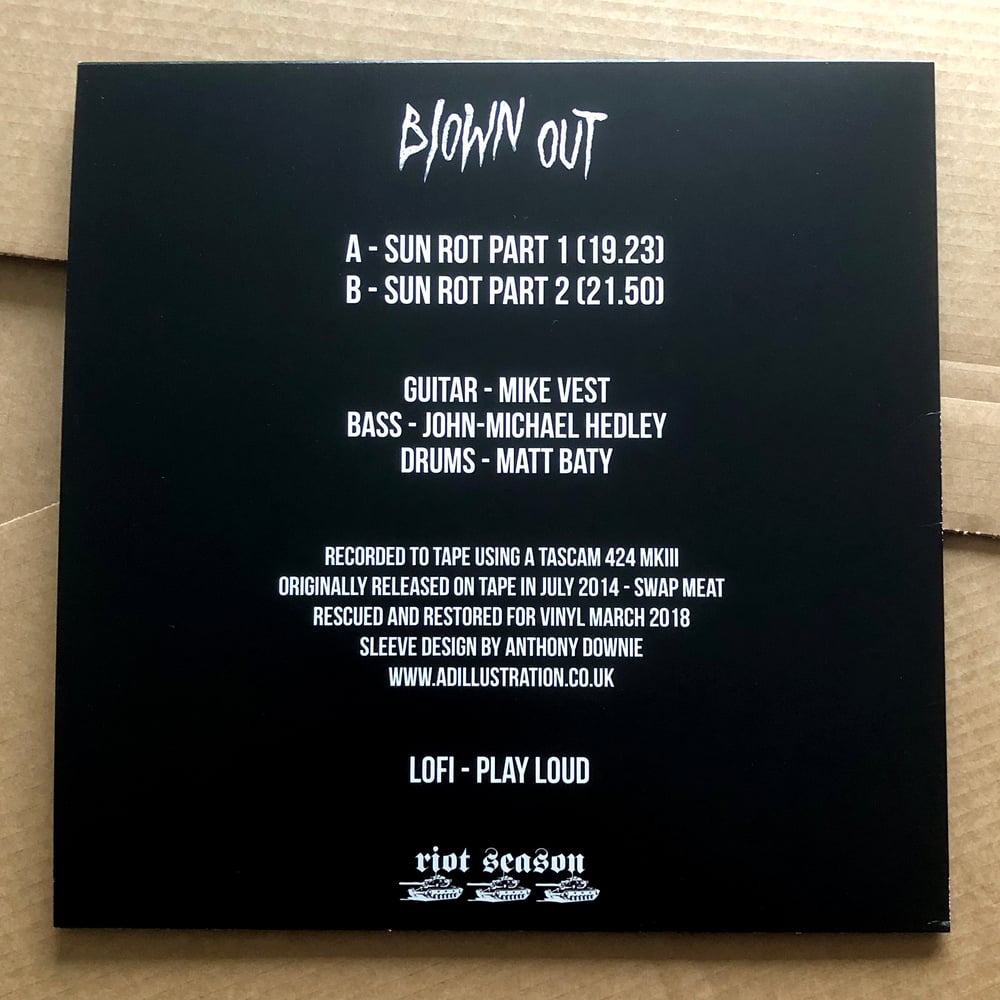 BlOWN OUT
A - SUN ROT PART 1 (19.23)
B - SUN ROT PART 2 (21.50)
GUITAR - MIKE VEST
BASS - JOHN-MICHAEL HEDLEY
DRUMS - MATT BATY
RECORDED TO TAPE USING A TASCAM 424 MKIII
ORIGINALLY RELEASED ON TAPE IN JULY 2014 - SWAP MEAT
RESCUED AND RESTORED FOR VINYL MARCH 2018
SLEEVE DESIGN BY ANTHONY DOWNIE
WWW.ADILLUSTRATION.CO.UK
LOFI - PLAY LOUD
riot season